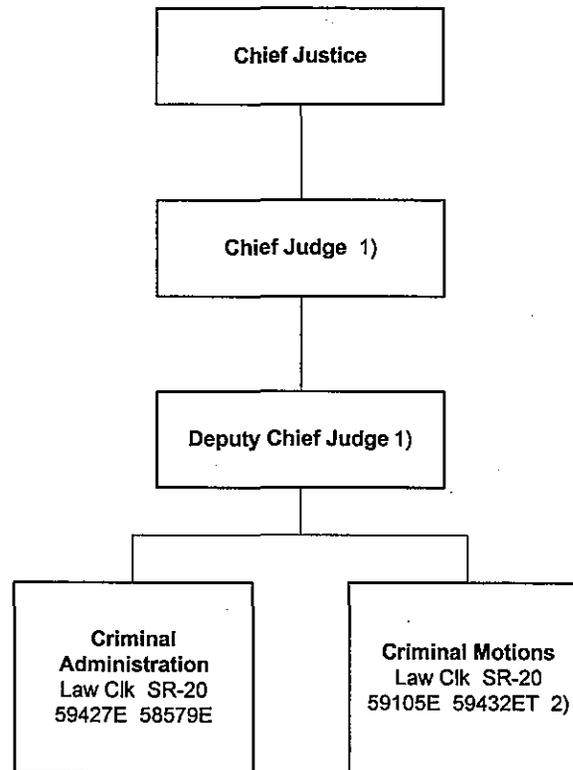 Chief Justice
Chief Judge 1)
Deputy Chief Judge 1)
Criminal
Administration
Law Clk SR-20
59427E 58579E
Criminal Motions
Law Clk SR-20
59105E 59432ET 2)